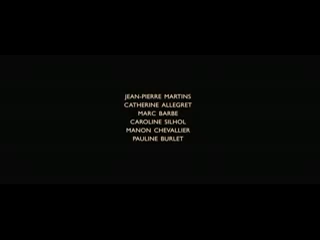 JEAN-PIERRE MARTINS
CATHERINE ALLEGRET
MARC BARBE
CAROLINE SILHOL
MANON CHEVALLIER
PAULINE BURLET